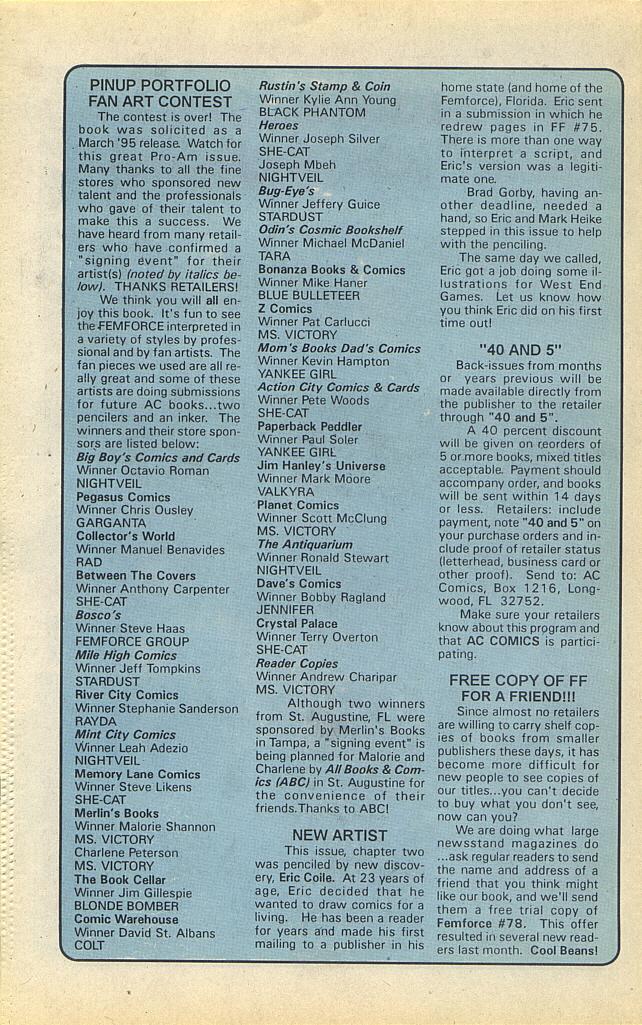 PINUP PORTFOLIO
FAN ART CONTEST
The contest is over! The
book was solicited as a
March '95 release. Watch for
this great Pro-Am issue.
Many thanks to all the fine
stores who sponsored new
talent and the professionals
who gave of their talent to
make this a success. We
have heard from many retail-
ers who have confirmed a
"signing event" for their
artist(s) (noted by italics be-
low). THANKS RETAILERS!
We think you will all en-
joy this book. It's fun to see
the FEMFORCE interpreted in
a variety of styles by profes-
sional and by fan artists. The
fan pieces we used are all re-
ally great and some of these
artists are doing submissions
for future AC books...two
pencilers and an inker. The
winners and their store spon-
sors are listed below:
Big Boy's Comics and Cards
Winner Octavio Roman
NIGHTVEIL
Pegasus Comics
Winner Chris Ousley
GARGANTA
Collector's World
Winner Manuel Benavides
RAD
Between The Covers
Winner Anthony Carpenter
SHE-CAT
Bosco's
Winner Steve Haas
FEMFORCE GROUP
Mile High Comics
Winner Jeff Tompkins
STARDUST
River City Comics
Winner Stephanie Sanderson
RAYDA
Mint City Comics
Winner Leah Adezio
NIGHTVEIL
Memory Lane Comics
Winner Steve Likens
SHE-CAT
Merlin's Books
Winner Malorie Shannon
MS. VICTORY
Charlene Peterson
MS. VICTORY
The Book Cellar
Winner Jim Gillespie
BLONDE BOMBER
Comic Warehouse
Winner David St. Albans
COLT
Rustin's Stamp & Coin
Winner Kylie Ann Young
BLACK PHANTOM
Heroes
Winner Joseph Silver
SHE-CAT
Joseph Mbeh
NIGHTVEIL
Bug-Eye's
Winner Jeffery Guice
STARDUST
Odin's Cosmic Bookshelf
Winner Michael McDaniel
TARA
Bonanza Books & Comics
Winner Mike Haner
BLUE BULLETEER
Z Comics
Winner Pat Carlucci
MS. VICTORY
Mom's Books Dad's Comics
Winner Kevin Hampton
YANKEE GIRL
Action City Comics & Cards
Winner Pete Woods
SHE-CAT
Paperback Peddler
Winner Paul Soler
YANKEE GIRL
Jim Hanley's Universe
Winner Mark Moore
VALKYRA
Planet Comics
Winner Scott McClung
MS. VICTORY
The Antiquarium
Winner Ronald Stewart
NIGHTVEIL
Dave's Comics
Winner Bobby Ragland
JENNIFER
Crystal Palace
Winner Terry Overton
SHE-CAT
Reader Copies
Winner Andrew Charipar
MS. VICTORY
Although two winners
from St. Augustine, FL were
sponsored by Merlin's Books
in Tampa, a "signing event" is
being planned for Malorie and
Charlene by All Books & Com-
ics (ABC) in St. Augustine for
the convenience of their
friends.Thanks to ABC!
NEW ARTIST
This issue, chapter two
was penciled by new discov-
ery, Eric Coile. At 23 years of
age, Eric decided that he
wanted to draw comics for a
living. He has been a reader
for years and made his first
mailing to a publisher in his
home state (and home of the
Femforce), Florida. Eric sent
in a submission in which he
redrew pages in FF #75.
There is more than one way
to interpret a script, and
Eric's version was a legiti-
mate one.
Brad Gorby, having an-
other deadline, needed a
hand, so Eric and Mark Heike
stepped in this issue to help
with the penciling.
The same day we called,
Eric got a job doing some il-
lustrations for West End
Games. Let us know how
you think Eric did on his first
time out!
"40 AND 5"
Back-issues from months
or years previous will be
made available directly from
the publisher to the retailer
through "40 and 5".
A 40 percent discount
will be given on reorders of
5 or more books, mixed titles
acceptable. Payment should
accompany order, and books
will be sent within 14 days
or less. Retailers: include
payment, note "40 and 5" on
your purchase orders and in-
clude proof of retailer status
(letterhead, business card or
other proof). Send to: AC
Comics, Box 1216, Long-
wood, FL 32752.
Make sure your retailers
know about this program and
that AC COMICS is partici-
pating.
FREE COPY OF FF
FOR A FRIEND!!!
Since almost no retailers
are willing to carry shelf cop-
ies of books from smaller
publishers these days, it has
become more difficult for
new people to see copies of
our titles...you can't decide
to buy what you don't see,
now can you?
We are doing what large
newsstand magazines do
...ask regular readers to send
the name and address of a
friend that you think might
like our book, and we'll send
them a free trial copy of
Femforce #78. This offer
resulted in several new read-
ers last month. Cool Beans!